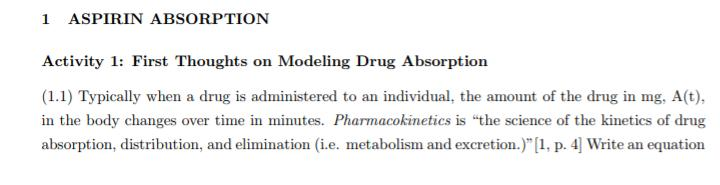 1 ASPIRIN ABSORPTION
Activity 1: First Thoughts on Modeling Drug Absorption
(1.1) Typically when a drug is administered to an individual, the amount of the drug in mg, A(t),
in the body changes over time in minutes. Pharmacokinetics is “the science of the kinetics of drug
absorption, distribution, and elimination (i.e. metabolism and excretion.)”[1, p. 4] Write an equation